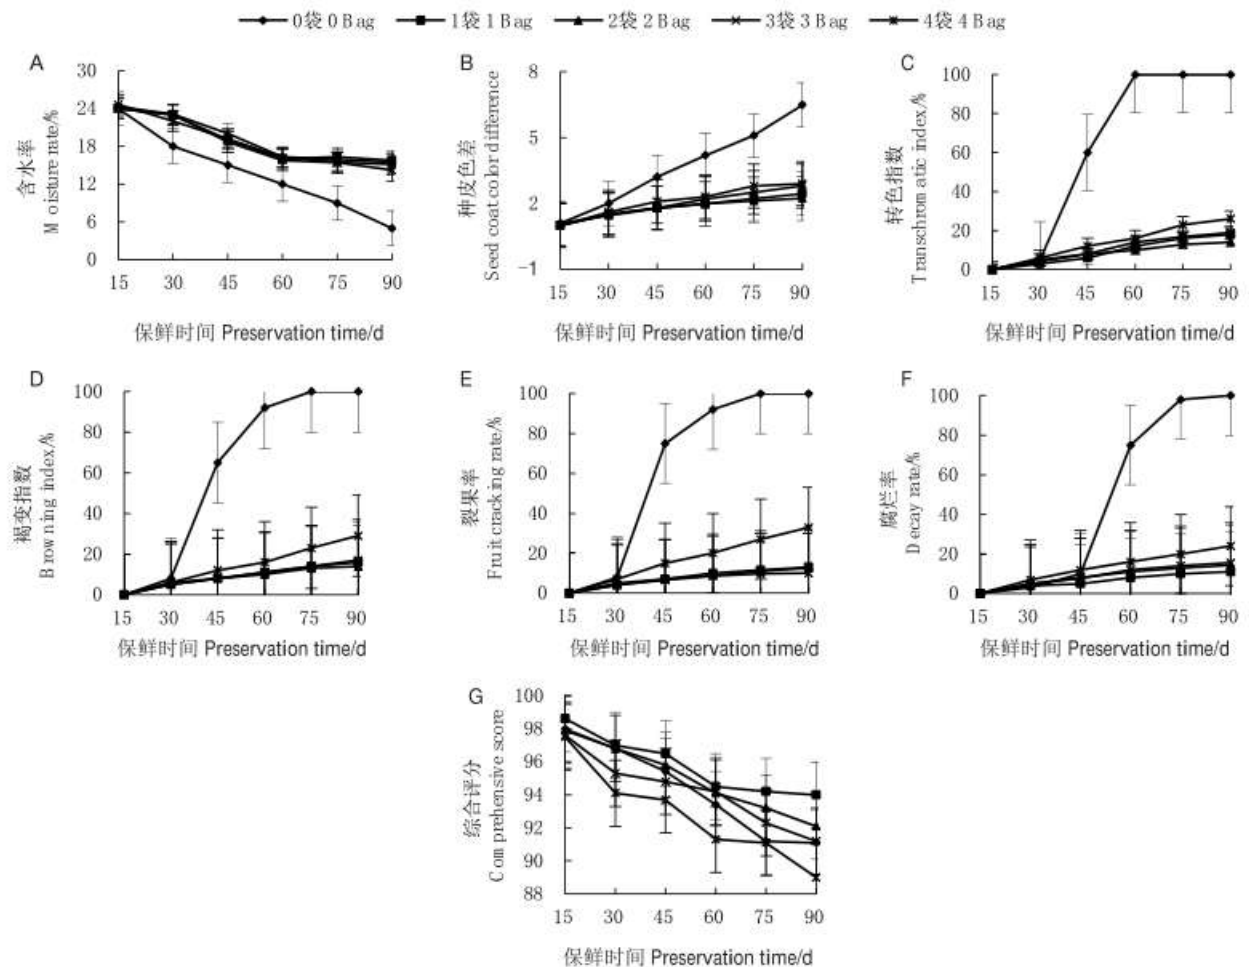 0袋 0 Bag 1袋 1 Bag 2袋 2 Bag 3袋 3 Bag 4袋 4 Bag
A
含水率
Moisture rate/%
30
24
18
12
6
0
15 30 45 60 75 90
保鲜时间 Preservation time/d
B
种皮色差
Seed coat color difference
8
5
2
-1
15 30 45 60 75 90
保鲜时间 Preservation time/d
C
转色指数
Transchromatic index/%
100
80
60
40
20
0
15 30 45 60 75 90
保鲜时间 Preservation time/d
D
褐变指数
Browning index/%
100
80
60
40
20
0
15 30 45 60 75 90
保鲜时间 Preservation time/d
E
裂果率
Fruit cracking rate/%
100
80
60
40
20
0
15 30 45 60 75 90
保鲜时间 Preservation time/d
F
腐烂率
Decay rate/%
100
80
60
40
20
0
15 30 45 60 75 90
保鲜时间 Preservation time/d
G
综合评分
Comprehensive score
100
98
96
94
92
90
88
15 30 45 60 75 90
保鲜时间 Preservation time/d